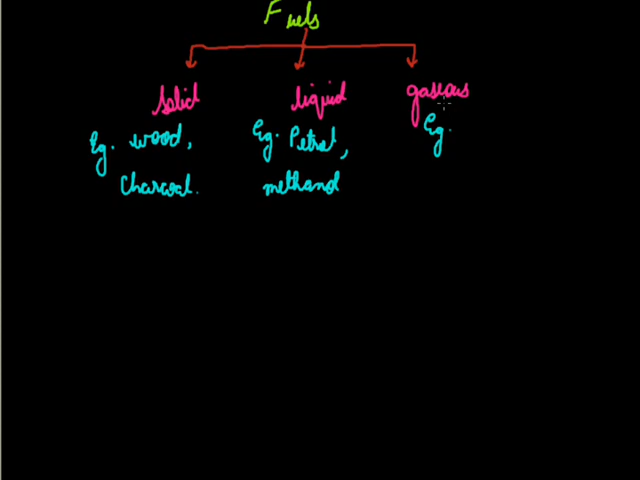 Fuels
solid liquid gaseous
Eg. wood, Eg. Petrol, Eg.
Charcoal. methanol